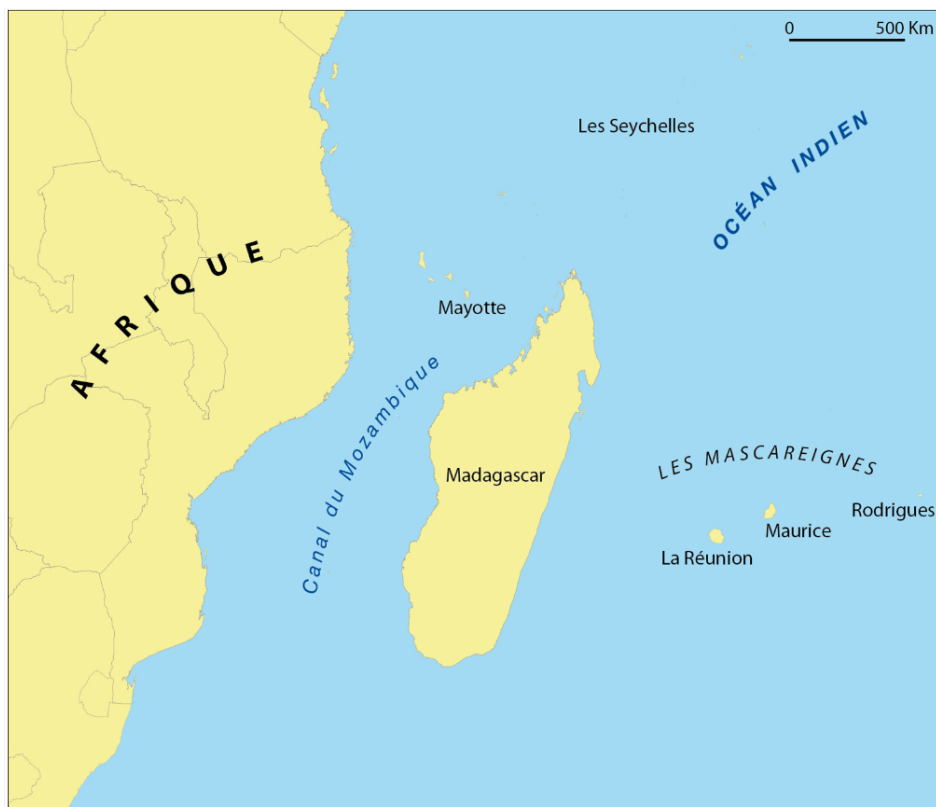 0 500 Km
Les Seychelles
OCÉAN INDIEN
AFRIQUE
Mayotte
Canal du Mozambique
Madagascar
LES MASCAREIGNES
Rodrigues
Maurice
La Réunion